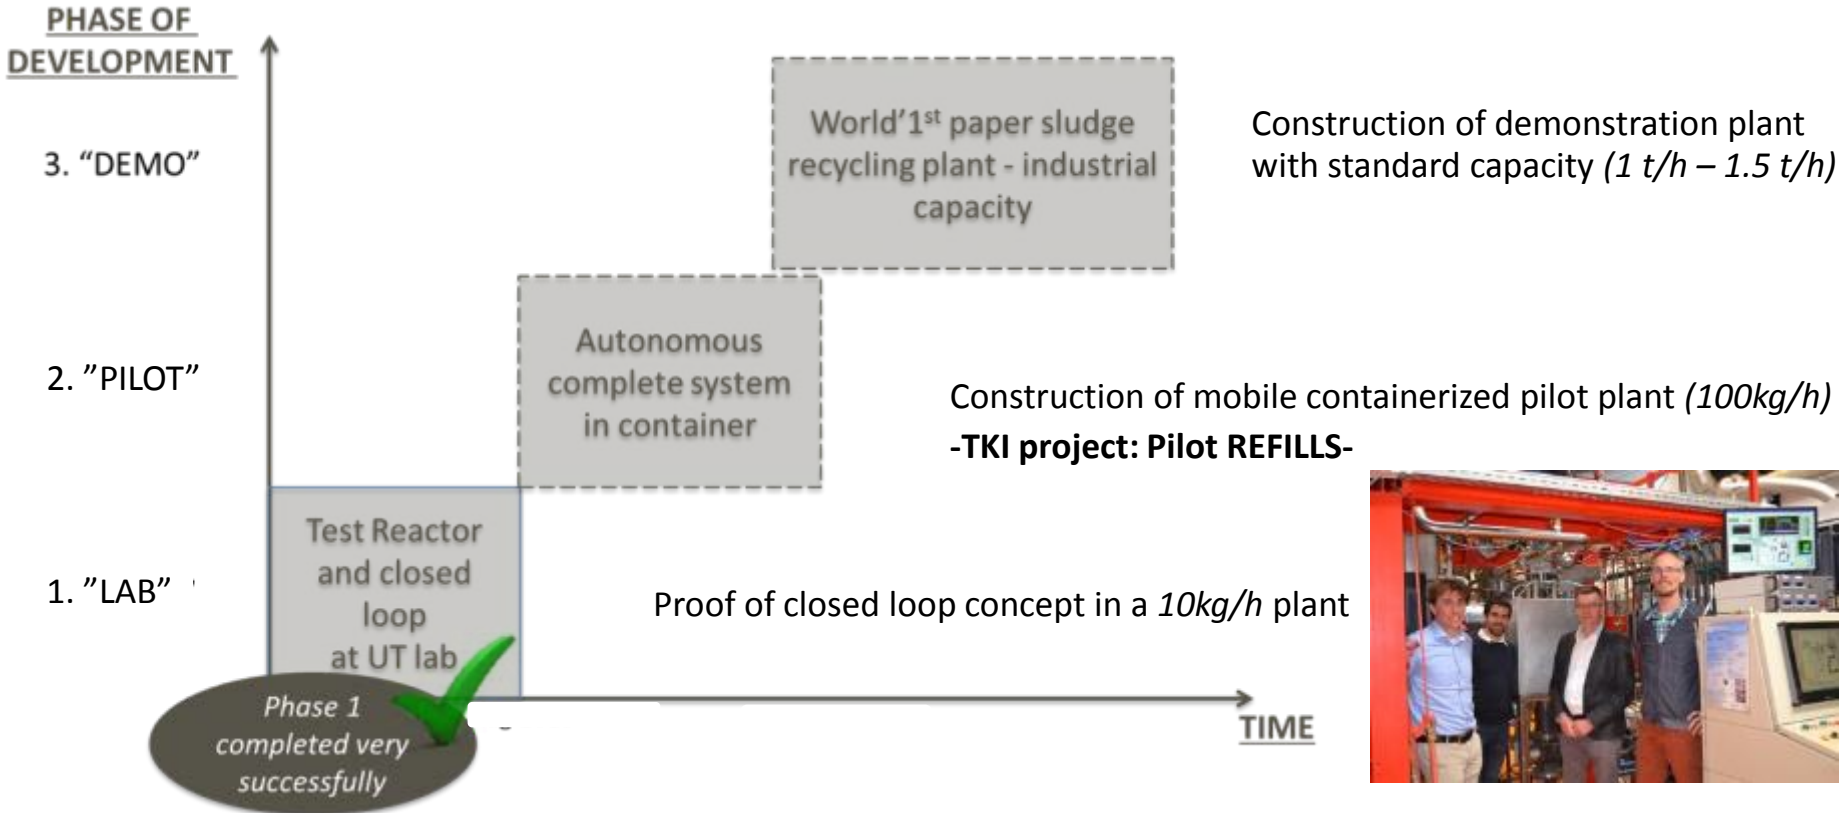 PHASE OF
DEVELOPMENT
3. “DEMO”
World’1st paper sludge
recycling plant - industrial
capacity
Construction of demonstration plant
with standard capacity (1 t/h – 1.5 t/h)
2. ”PILOT”
Autonomous
complete system
in container
Construction of mobile containerized pilot plant (100kg/h)
-TKI project: Pilot REFILLS-
1. ”LAB”
Test Reactor
and closed
loop
at UT lab
Proof of closed loop concept in a 10kg/h plant
Phase 1
completed very
successfully
TIME